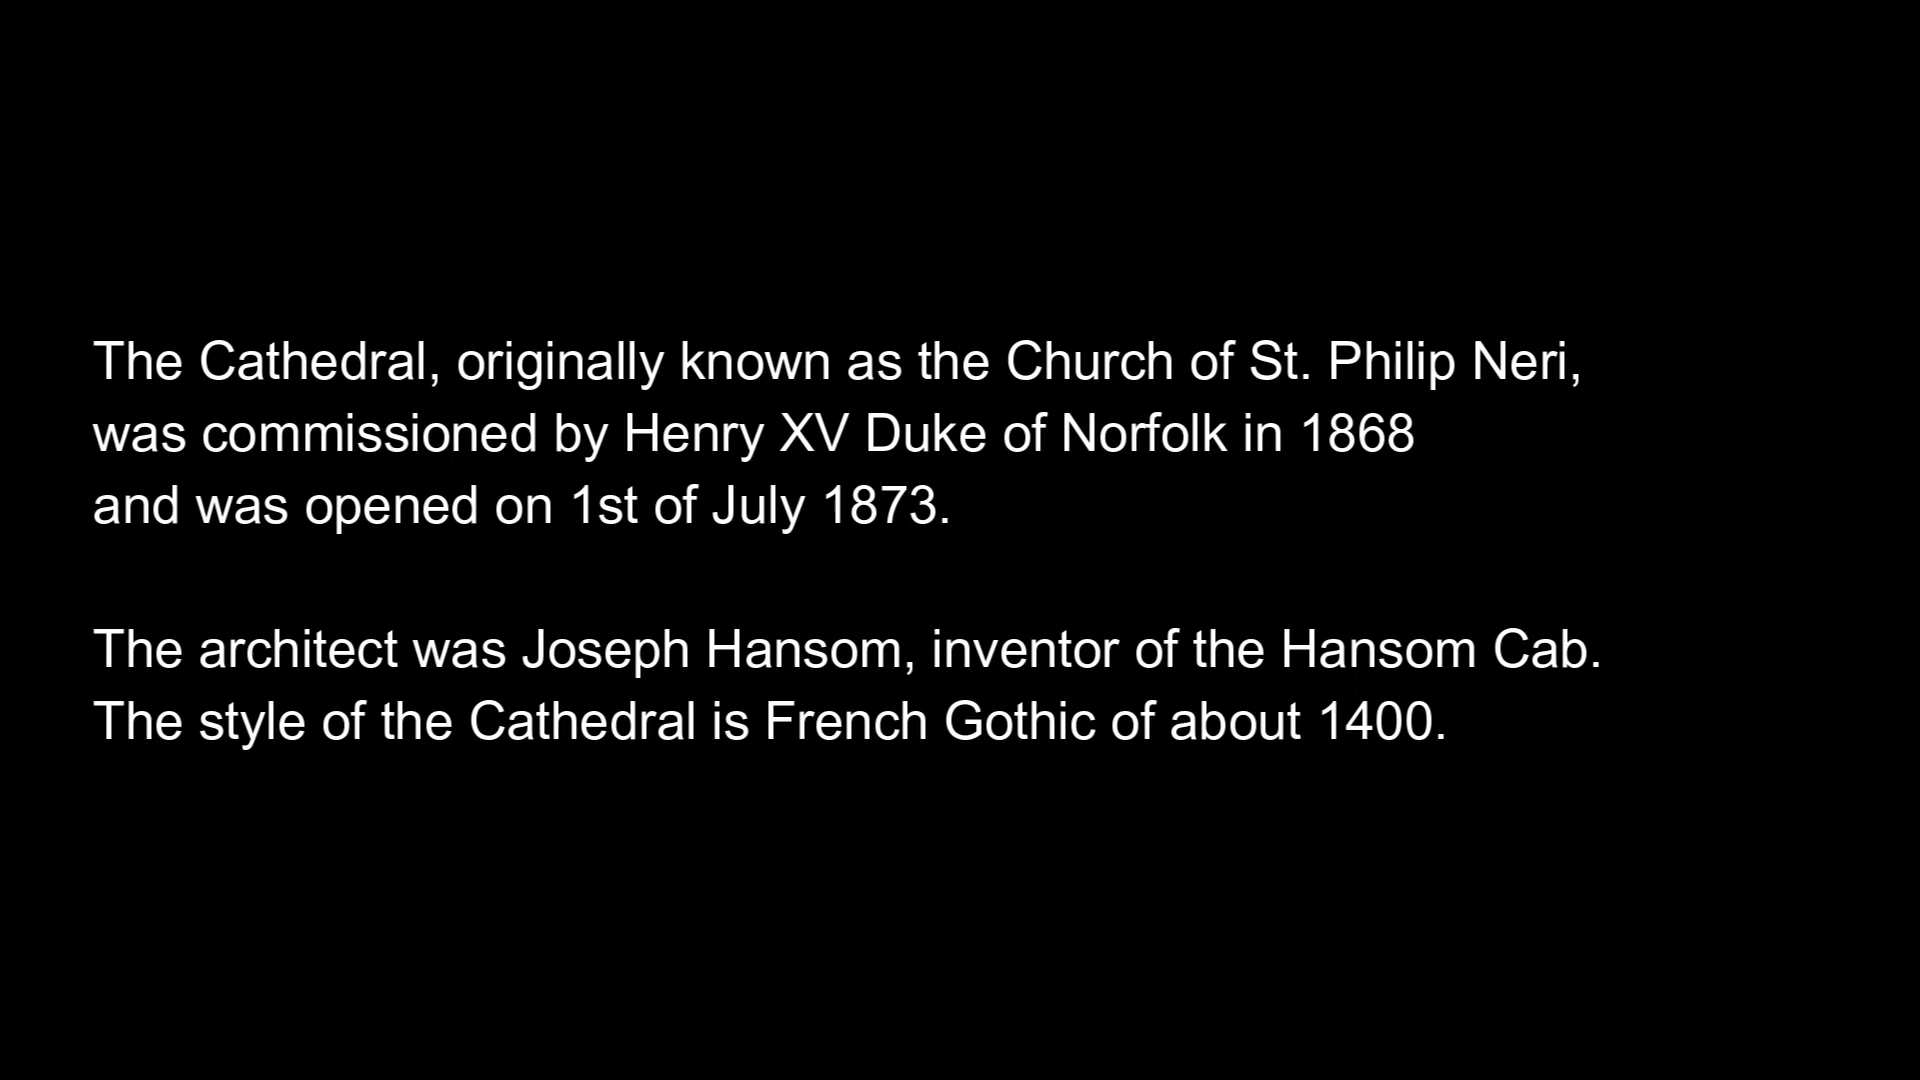 The Cathedral, originally known as the Church of St. Philip Neri,
was commissioned by Henry XV Duke of Norfolk in 1868
and was opened on 1st of July 1873.
The architect was Joseph Hansom, inventor of the Hansom Cab.
The style of the Cathedral is French Gothic of about 1400.